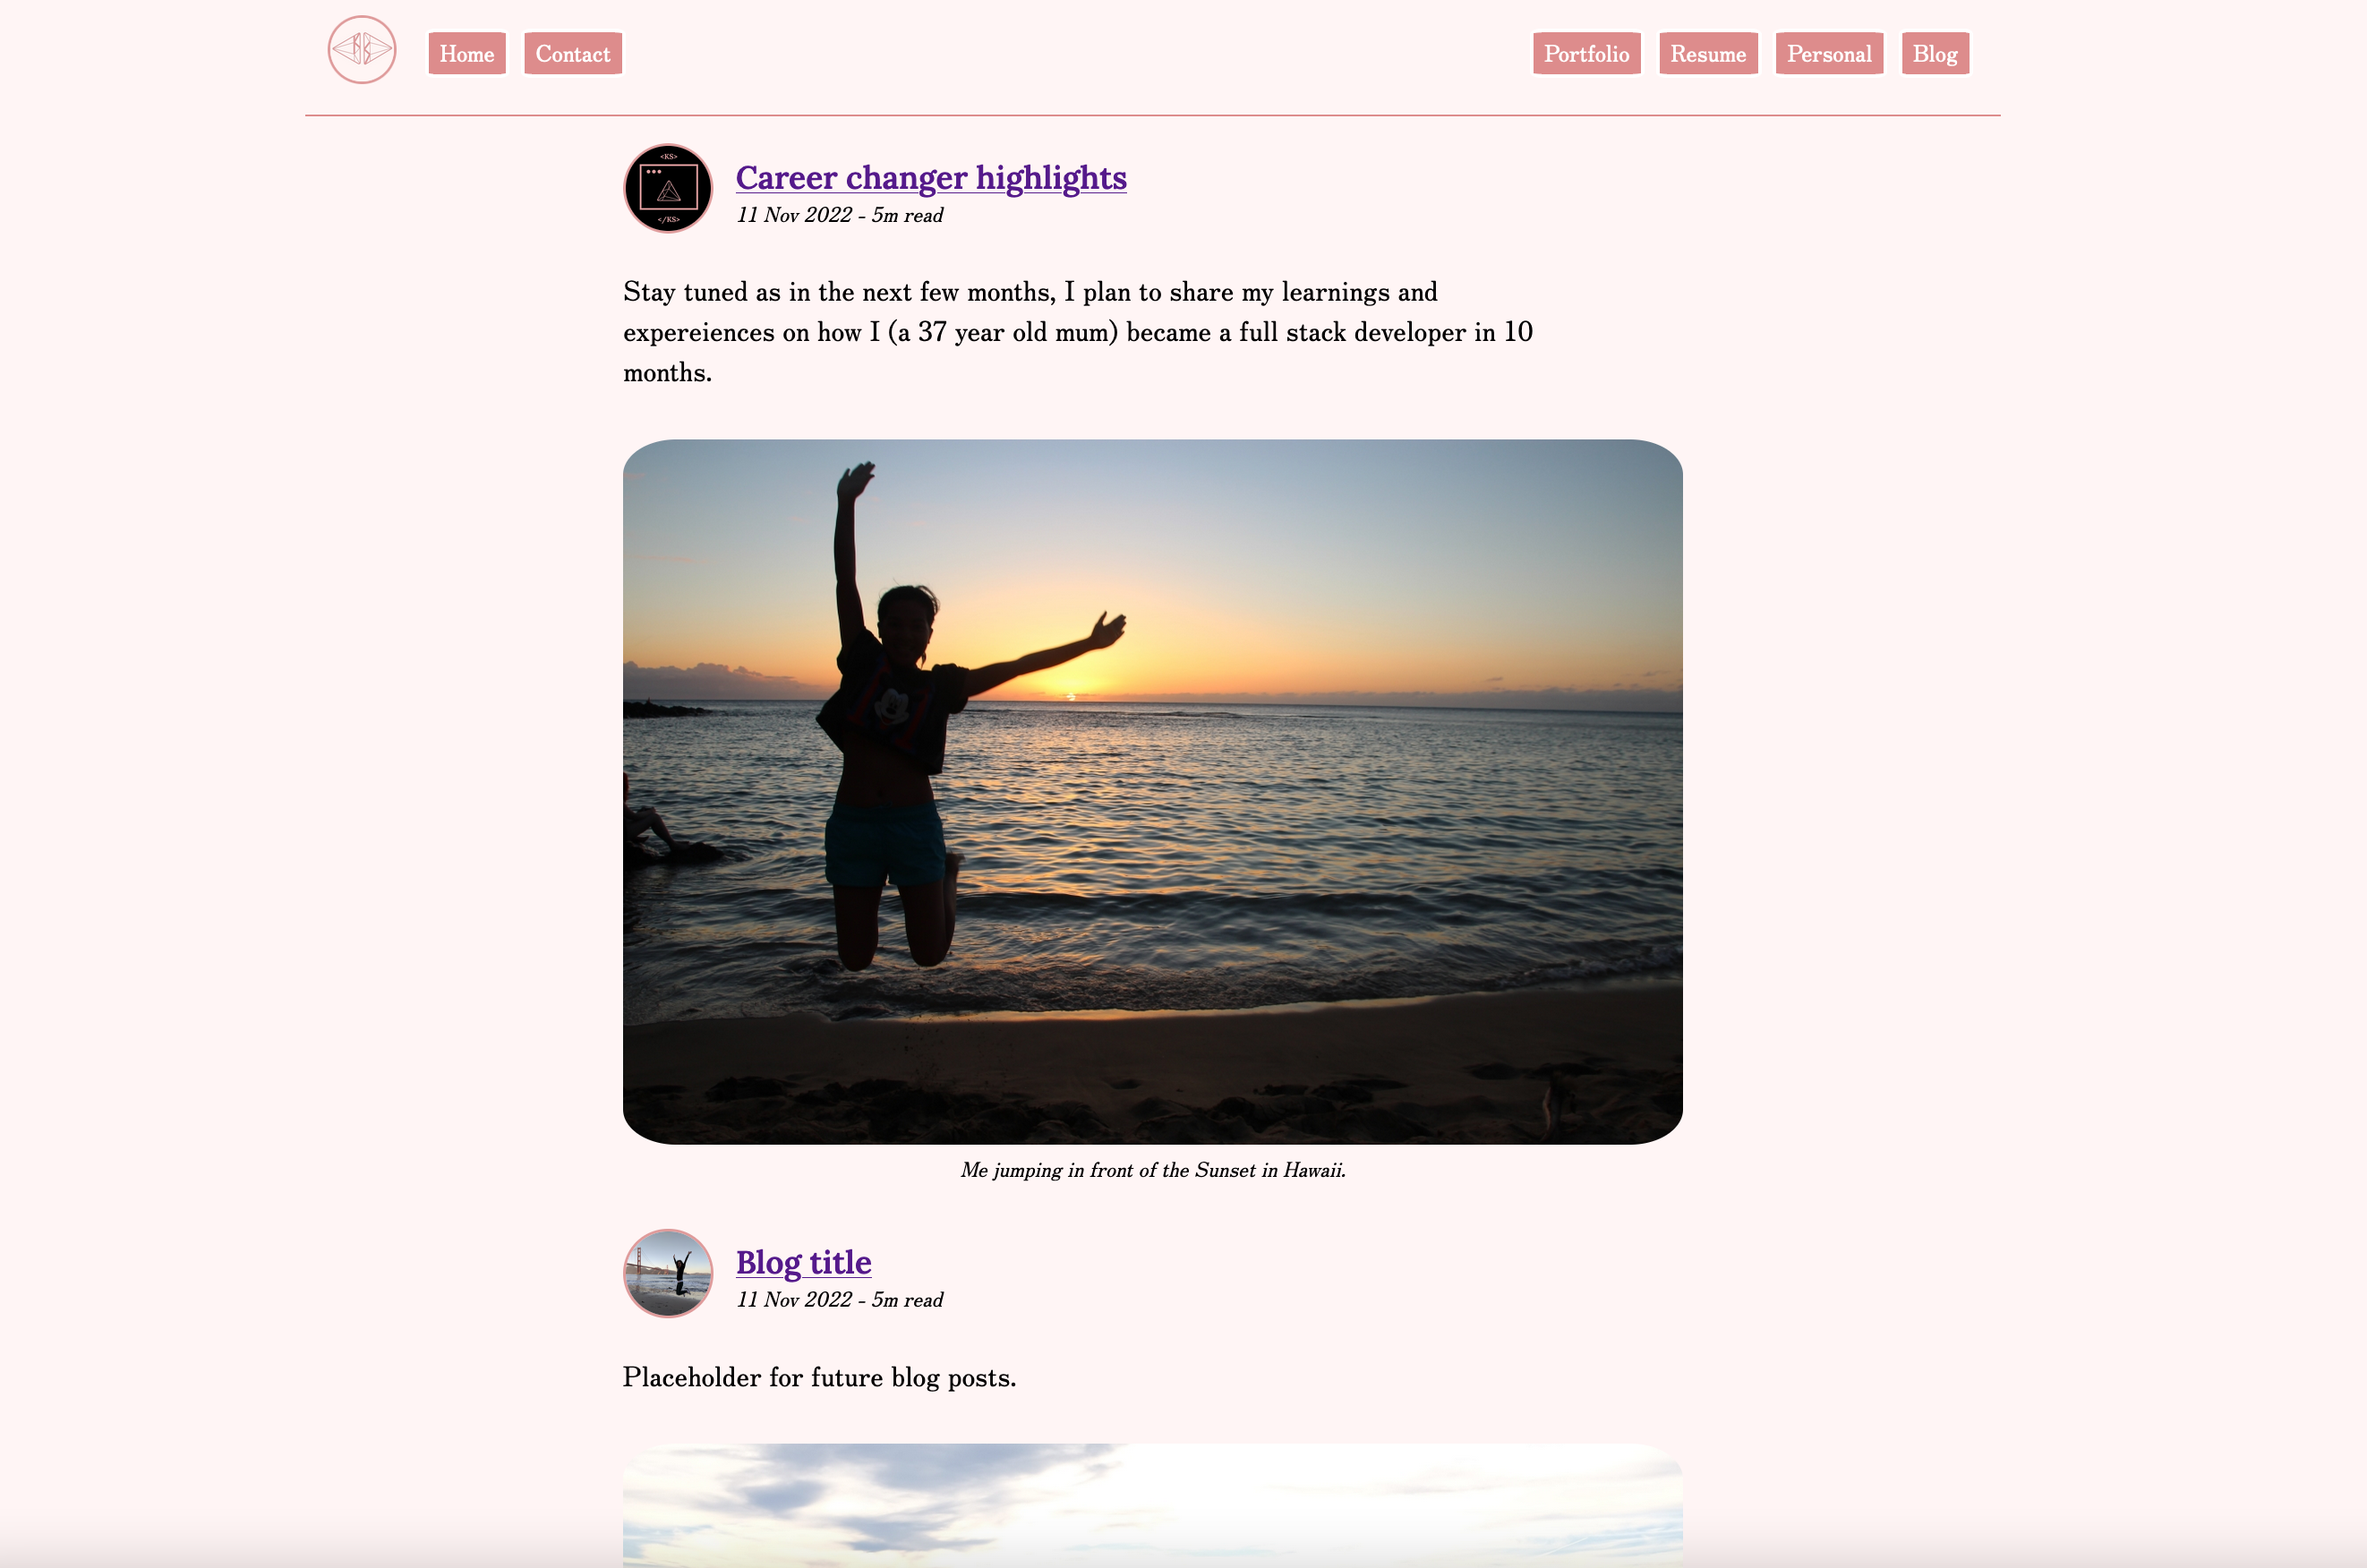 Home
Contact
Portfolio
Resume
Personal
Blog
<KS>
</KS>
Career changer highlights
11 Nov 2022 - 5m read
Stay tuned as in the next few months, I plan to share my learnings and
expereiences on how I (a 37 year old mum) became a full stack developer in 10
months.
Me jumping in front of the Sunset in Hawaii.
Blog title
11 Nov 2022 - 5m read
Placeholder for future blog posts.